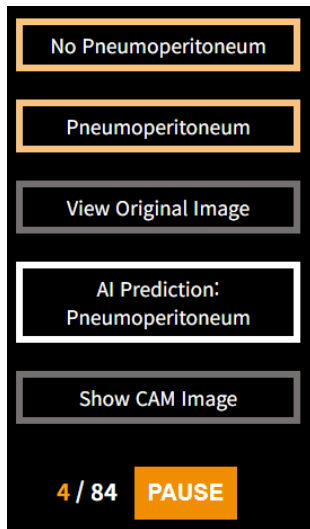 No Pneumoperitoneum
Pneumoperitoneum
View Original Image
AI Prediction:
Pneumoperitoneum
Show CAM Image
4 / 84 PAUSE